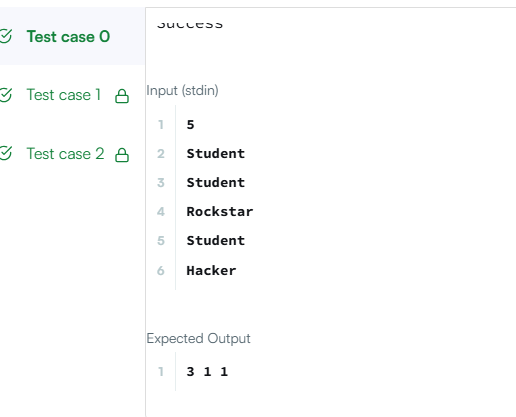 Success
Test case 0
Test case 1
Test case 2
Input (stdin)
1 5
2 Student
3 Student
4 Rockstar
5 Student
6 Hacker
Expected Output
1 3 1 1